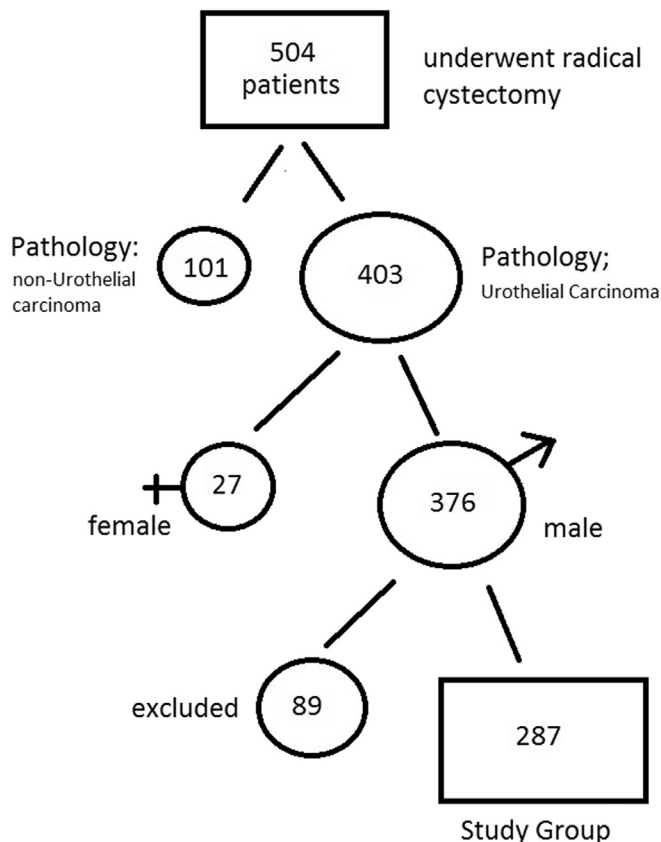 504
patients
underwent radical
cystectomy
Pathology:
non-Urothelial
carcinoma
101
403
Pathology;
Urothelial Carcinoma
27
female
376
male
excluded
89
287
Study Group